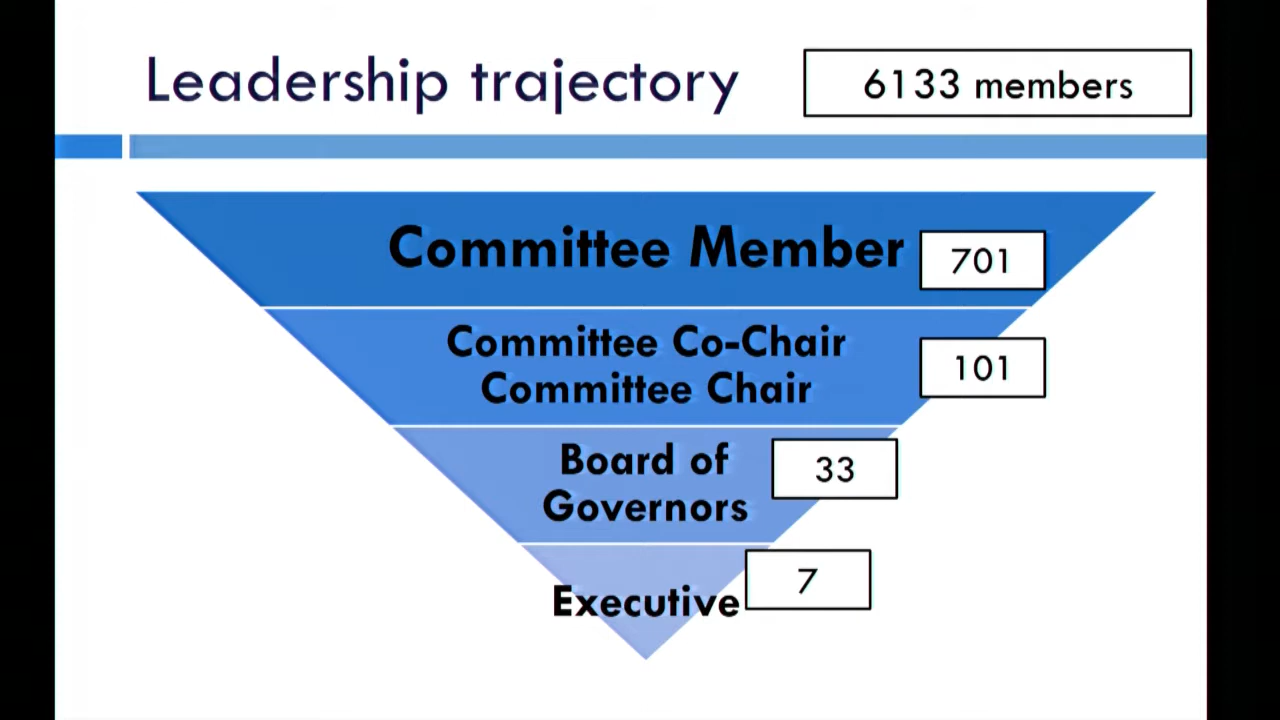 Leadership trajectory
6133 members
Committee Member
701
Committee Co-Chair
Committee Chair
101
Board of
Governors
33
Executive
7